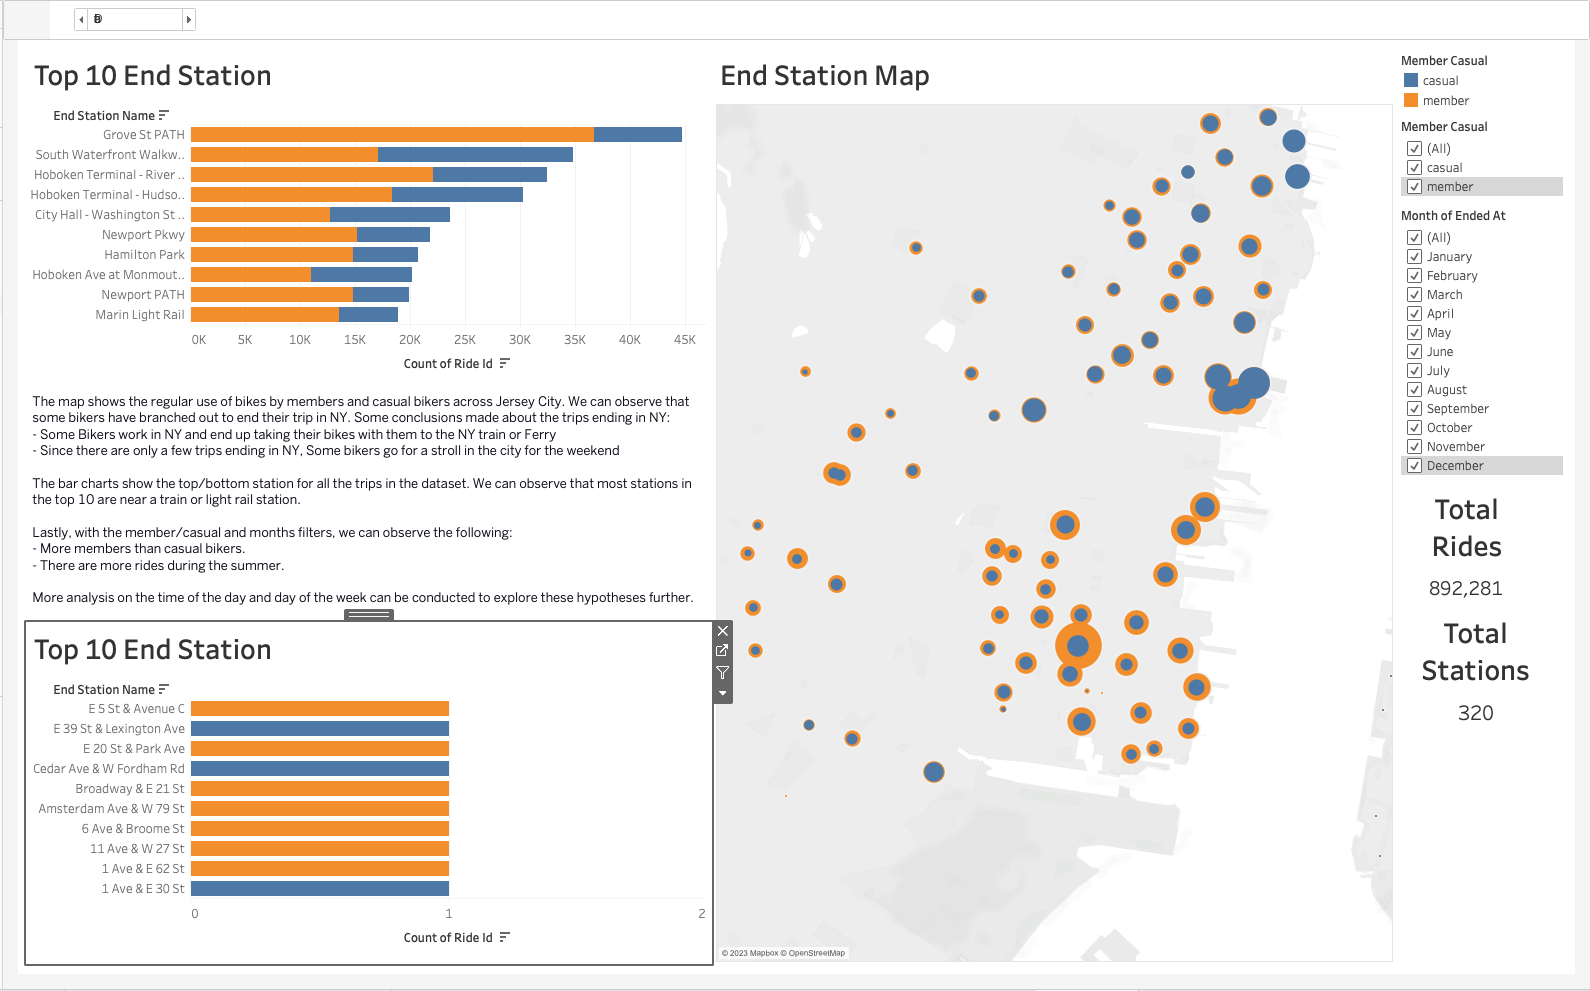 Top 10 End Station
End Station Name
Grove St PATH
South Waterfront Walkw..
Hoboken Terminal - River ..
Hoboken Terminal - Hudso..
City Hall - Washington St ..
Newport Pkwy
Hamilton Park
Hoboken Ave at Monmout..
Newport PATH
Marin Light Rail
0K 5K 10K 15K 20K 25K 30K 35K 40K 45K
Count of Ride Id
The map shows the regular use of bikes by members and casual bikers across Jersey City. We can observe that
some bikers have branched out to end their trip in NY. Some conclusions made about the trips ending in NY:
- Some Bikers work in NY and end up taking their bikes with them to the NY train or Ferry
- Since there are only a few trips ending in NY, Some bikers go for a stroll in the city for the weekend
The bar charts show the top/bottom station for all the trips in the dataset. We can observe that most stations in
the top 10 are near a train or light rail station.
Lastly, with the member/casual and months filters, we can observe the following:
- More members than casual bikers.
- There are more rides during the summer.
More analysis on the time of the day and day of the week can be conducted to explore these hypotheses further.
Top 10 End Station
End Station Name
E 5 St & Avenue C
E 39 St & Lexington Ave
E 20 St & Park Ave
Cedar Ave & W Fordham Rd
Broadway & E 21 St
Amsterdam Ave & W 79 St
6 Ave & Broome St
11 Ave & W 27 St
1 Ave & E 62 St
1 Ave & E 30 St
0 1 2
Count of Ride Id
End Station Map
© 2023 Mapbox © OpenStreetMap
Member Casual
casual
member
Member Casual
(All)
casual
member
Month of Ended At
(All)
January
February
March
April
May
June
July
August
September
October
November
December
Total
Rides
892,281
Total
Stations
320